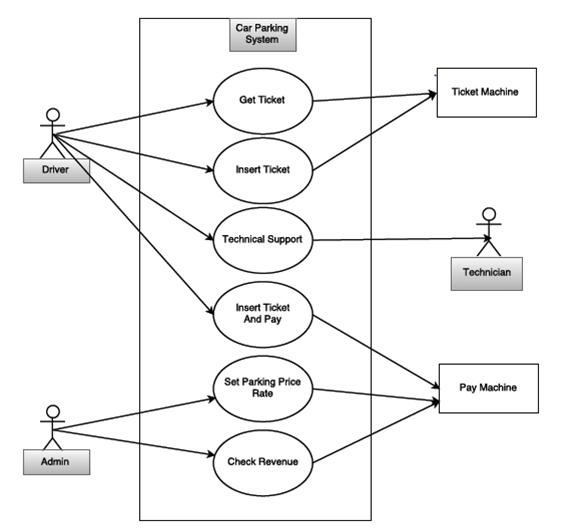 Car Parking
System
Get Ticket
Ticket Machine
Driver
Insert Ticket
Technical Support
Technician
Insert Ticket
And Pay
Set Parking Price
Rate
Pay Machine
Admin
Check Revenue